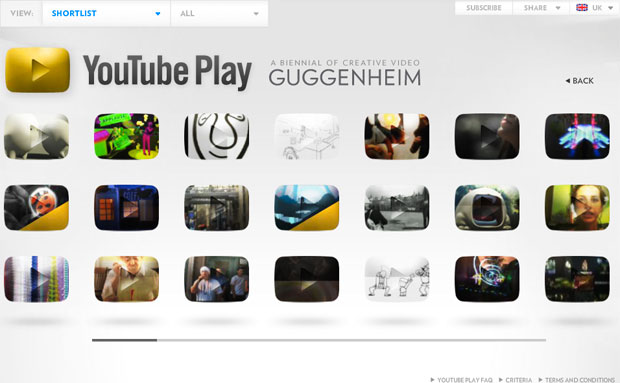 VIEW: SHORTLIST ALL SUBSCRIBE SHARE UK
YouTube Play A BIENNIAL OF CREATIVE VIDEO
GUGGENHEIM
BACK
YOUTUBE PLAY FAQ CRITERIA TERMS AND CONDITIONS